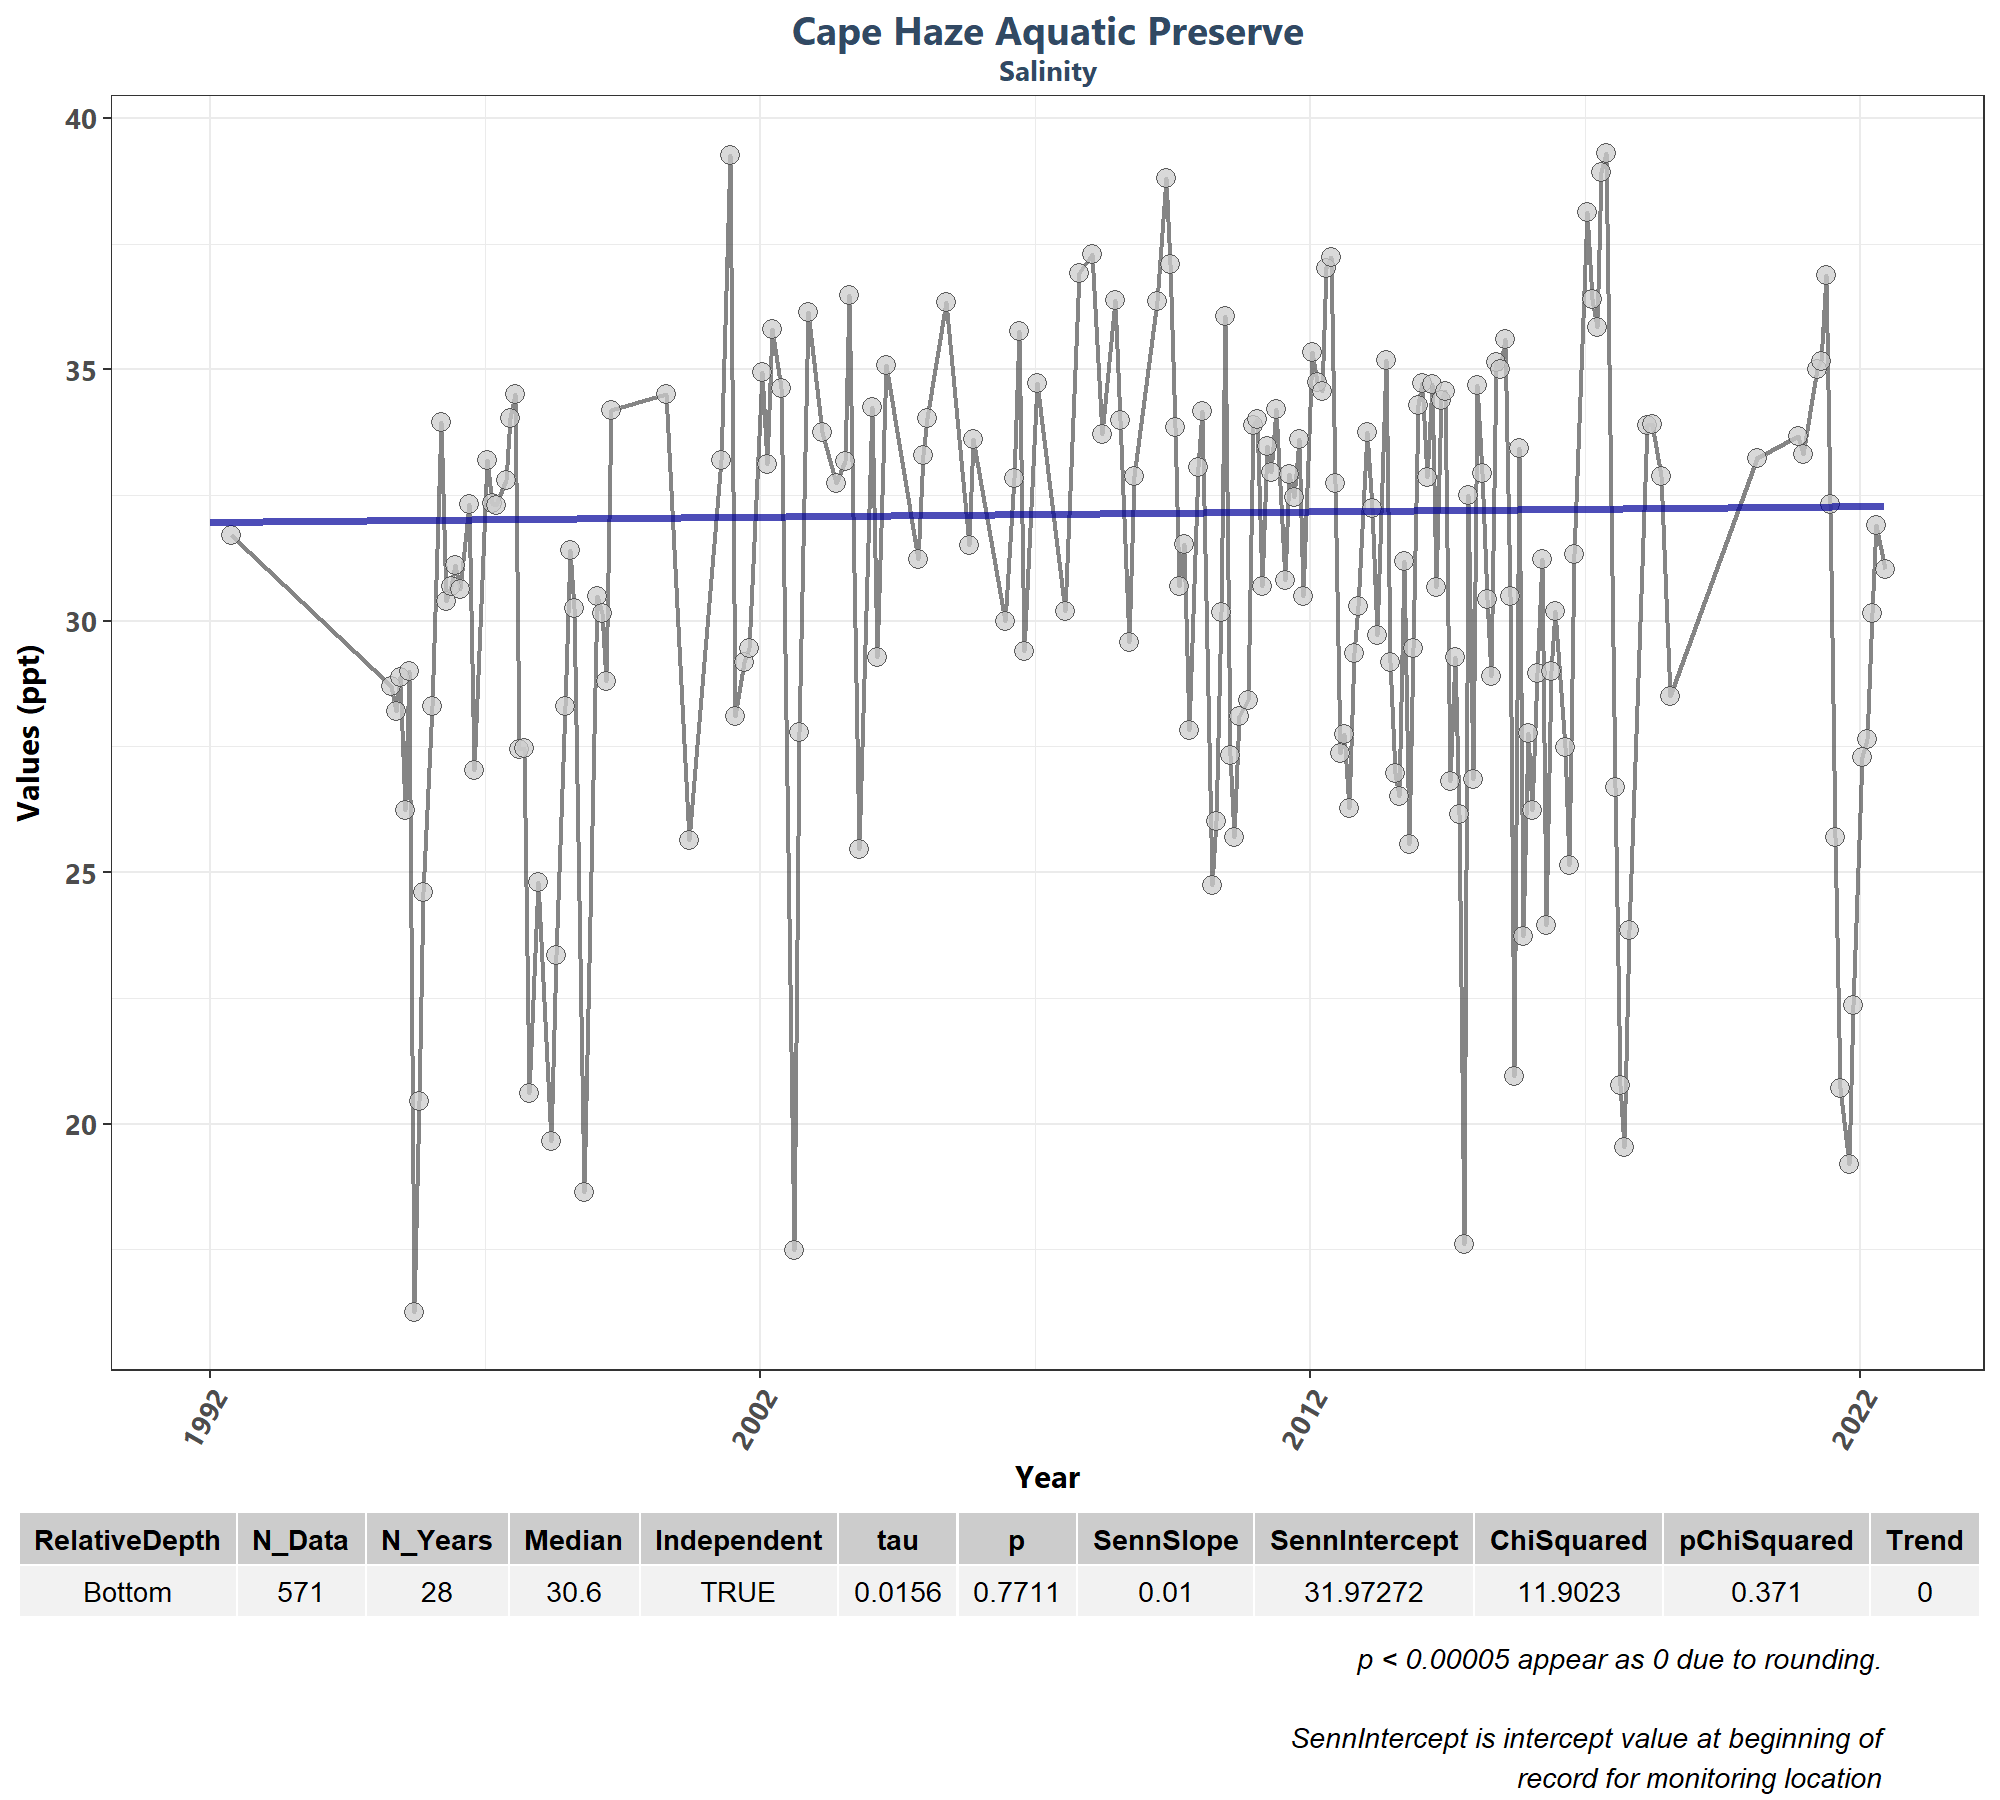 Cape Haze Aquatic Preserve
Salinity
40
35
30
25
20
Values (ppt)
1992 2002 2012 2022
Year
RelativeDepth N_Data N_Years Median Independent tau p SennSlope SennIntercept ChiSquared pChiSquared Trend
Bottom 571 28 30.6 TRUE 0.0156 0.7711 0.01 31.97272 11.9023 0.371 0
p < 0.00005 appear as 0 due to rounding.
SennIntercept is intercept value at beginning of
record for monitoring location